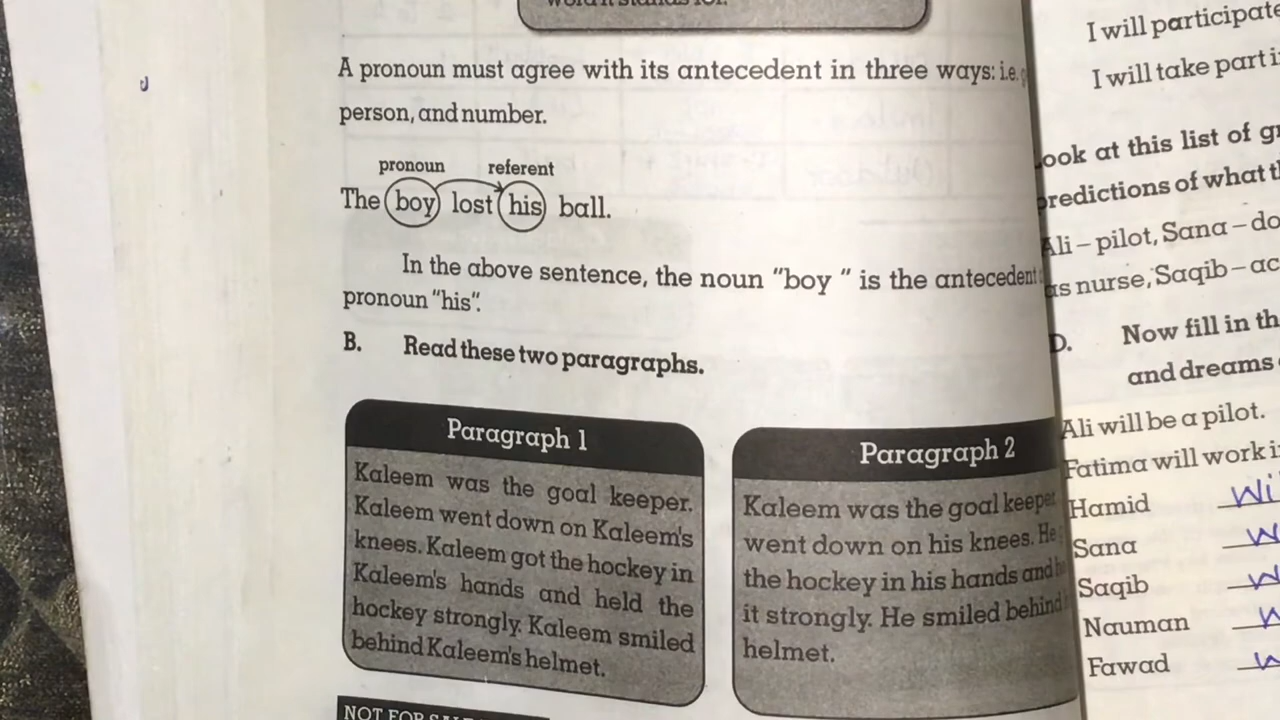 word it stands for.
A pronoun must agree with its antecedent in three ways: i.e.
person, and number.
pronoun referent
The boy lost his ball.
In the above sentence, the noun "boy " is the antecedent
pronoun "his".
B. Read these two paragraphs.
Paragraph 1
Kaleem was the goal keeper.
Kaleem went down on Kaleem's
knees. Kaleem got the hockey in
Kaleem's hands and held the
hockey strongly. Kaleem smiled
behind Kaleem's helmet.
Paragraph 2
Kaleem was the goal keeper
went down on his knees. He
the hockey in his hands and
it strongly. He smiled behind
helmet.
NOT FOR SALE
I will participate
I will take part
Look at this list of
predictions of what
Ali – pilot, Sana –
as nurse, Saqib –
D. Now fill in
and dreams
Ali will be a pilot.
Fatima will work
Hamid
Sana
Saqib
Nauman
Fawad